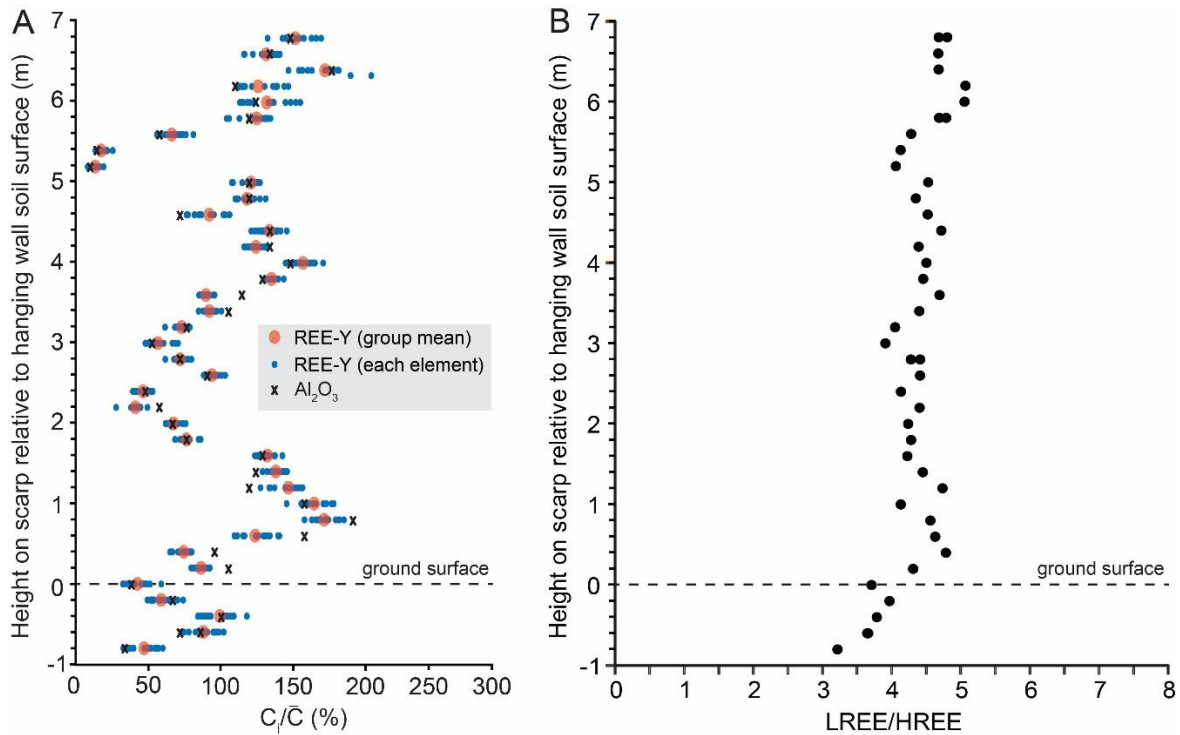 A
Height on scarp relative to hanging wall soil surface (m)
7
6
5
4
3
2
1
0
-1
REE-Y (group mean)
REE-Y (each element)
Al₂O₃
ground surface
0 50 100 150 200 250 300
Cᵢ/C̄ (%)
B
Height on scarp relative to hanging wall soil surface (m)
7
6
5
4
3
2
1
0
-1
ground surface
0 1 2 3 4 5 6 7 8
LREE/HREE